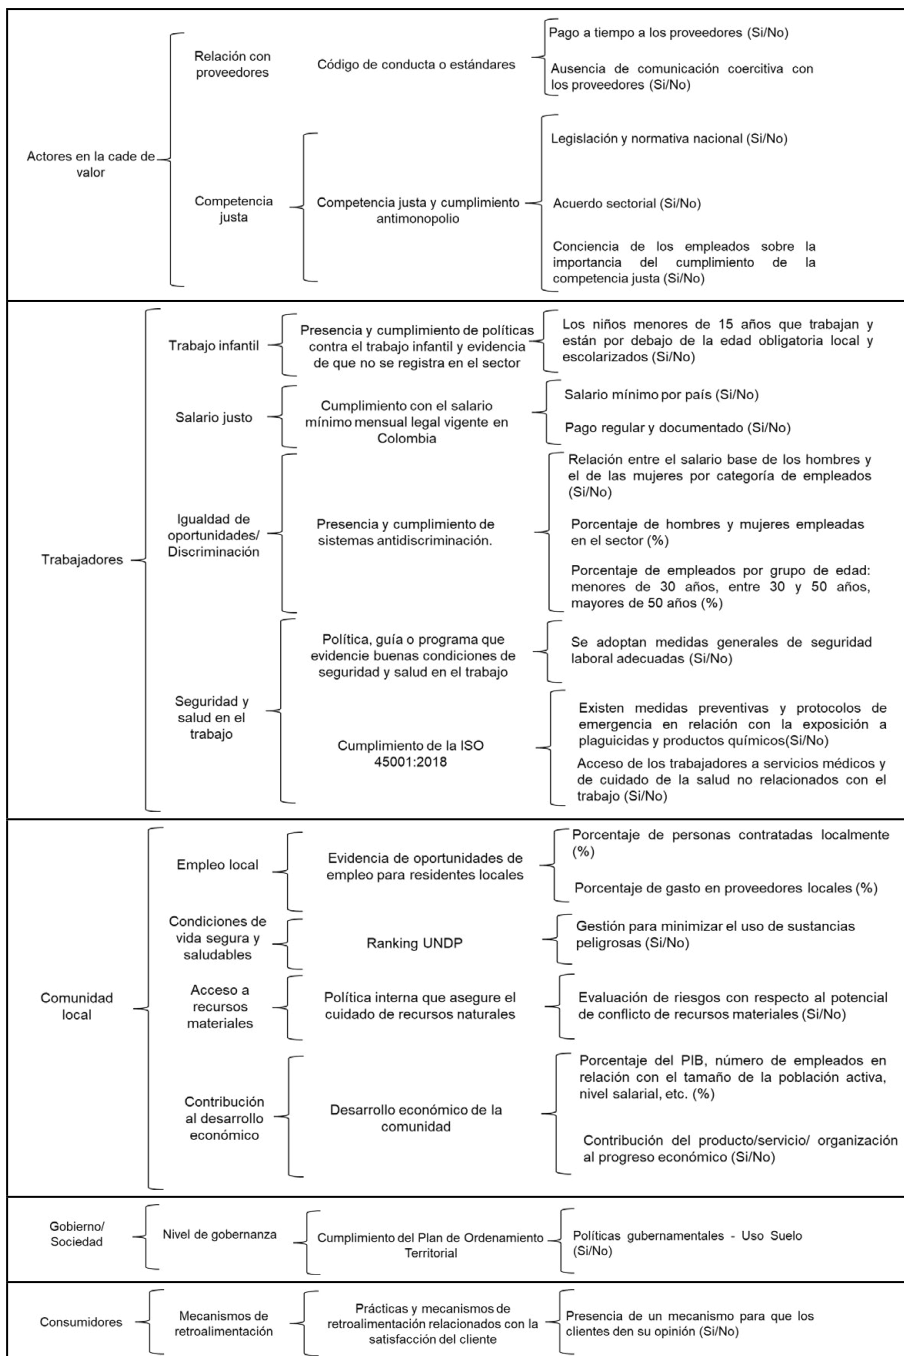 Actores en la cade de
valor
Relación con
proveedores
Código de conducta o estándares
Pago a tiempo a los proveedores (Si/No)
Ausencia de comunicación coercitiva con
los proveedores (Si/No)
Competencia
justa
Competencia justa y cumplimiento
antimonopolio
Legislación y normativa nacional (Si/No)
Acuerdo sectorial (Si/No)
Conciencia de los empleados sobre la
importancia del cumplimiento de la
competencia justa (Si/No)
Trabajadores
Trabajo infantil
Presencia y cumplimiento de políticas
contra el trabajo infantil y evidencia
de que no se registra en el sector
Los niños menores de 15 años que trabajan y
están por debajo de la edad obligatoria local y
escolarizados (Si/No)
Salario justo
Cumplimiento con el salario
mínimo mensual legal vigente en
Colombia
Salario mínimo por país (Si/No)
Pago regular y documentado (Si/No)
Igualdad de
oportunidades/
Discriminación
Presencia y cumplimiento de
sistemas antidiscriminación.
Relación entre el salario base de los hombres y
el de las mujeres por categoría de empleados
(Si/No)
Porcentaje de hombres y mujeres empleadas
en el sector (%)
Porcentaje de empleados por grupo de edad:
menores de 30 años, entre 30 y 50 años,
mayores de 50 años (%)
Seguridad y
salud en el
trabajo
Política, guía o programa que
evidencie buenas condiciones de
seguridad y salud en el trabajo
Se adoptan medidas generales de seguridad
laboral adecuadas (Si/No)
Cumplimiento de la ISO
45001:2018
Existen medidas preventivas y protocolos de
emergencia en relación con la exposición a
plaguicidas y productos químicos(Si/No)
Acceso de los trabajadores a servicios médicos y
de cuidado de la salud no relacionados con el
trabajo (Si/No)
Comunidad
local
Empleo local
Evidencia de oportunidades de
empleo para residentes locales
Porcentaje de personas contratadas localmente
(%)
Porcentaje de gasto en proveedores locales (%)
Condiciones de
vida segura y
saludables
Ranking UNDP
Gestión para minimizar el uso de sustancias
peligrosas (Si/No)
Acceso a
recursos
materiales
Política interna que asegure el
cuidado de recursos naturales
Evaluación de riesgos con respecto al potencial
de conflicto de recursos materiales (Si/No)
Contribución
al desarrollo
económico
Desarrollo económico de la
comunidad
Porcentaje del PIB, número de empleados en
relación con el tamaño de la población activa,
nivel salarial, etc. (%)
Contribución del producto/servicio/ organización
al progreso económico (Si/No)
Gobierno/
Sociedad
Nivel de gobernanza
Cumplimiento del Plan de Ordenamiento
Territorial
Políticas gubernamentales - Uso Suelo
(Si/No)
Consumidores
Mecanismos de
retroalimentación
Prácticas y mecanismos de
retroalimentación relacionados con la
satisfacción del cliente
Presencia de un mecanismo para que los
clientes den su opinión (Si/No)